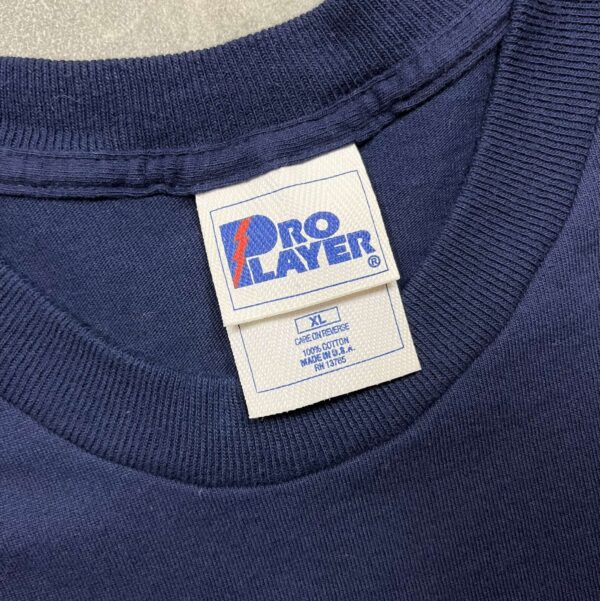 PRO
PLAYER®
XL
CARE ON REVERSE
100% COTTON
MADE IN U.S.A.
RN 13765